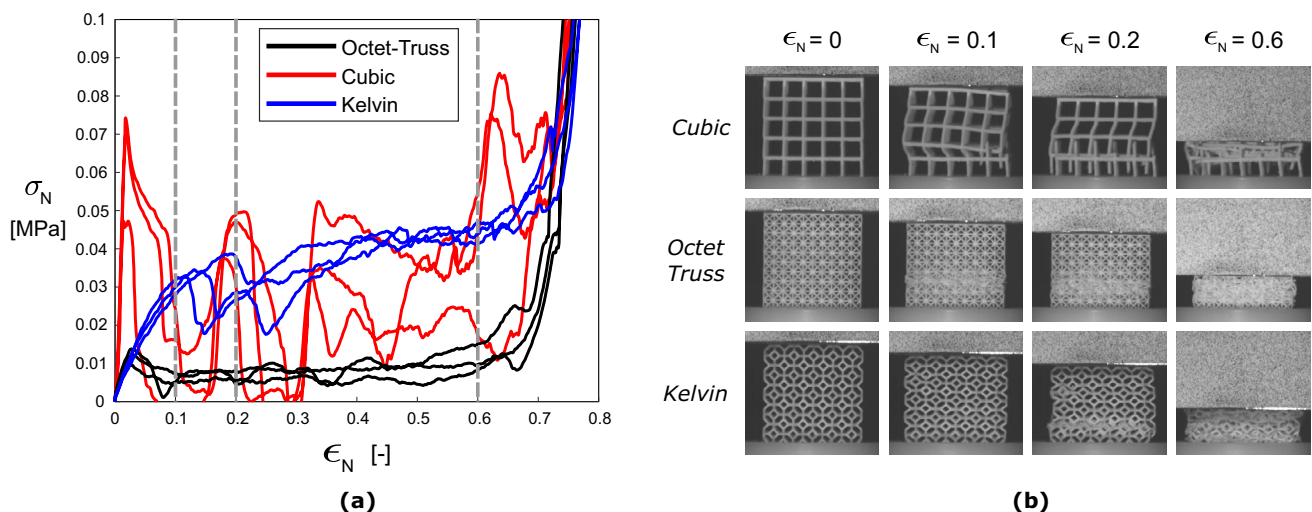 0.1
0.09
0.08
0.07
0.06
0.05
0.04
0.03
0.02
0.01
0
σN
[MPa]
Octet-Truss
Cubic
Kelvin
0 0.1 0.2 0.3 0.4 0.5 0.6 0.7 0.8
ϵN [-]
(a)
ϵN = 0 ϵN = 0.1 ϵN = 0.2 ϵN = 0.6
Cubic
Octet
Truss
Kelvin
(b)